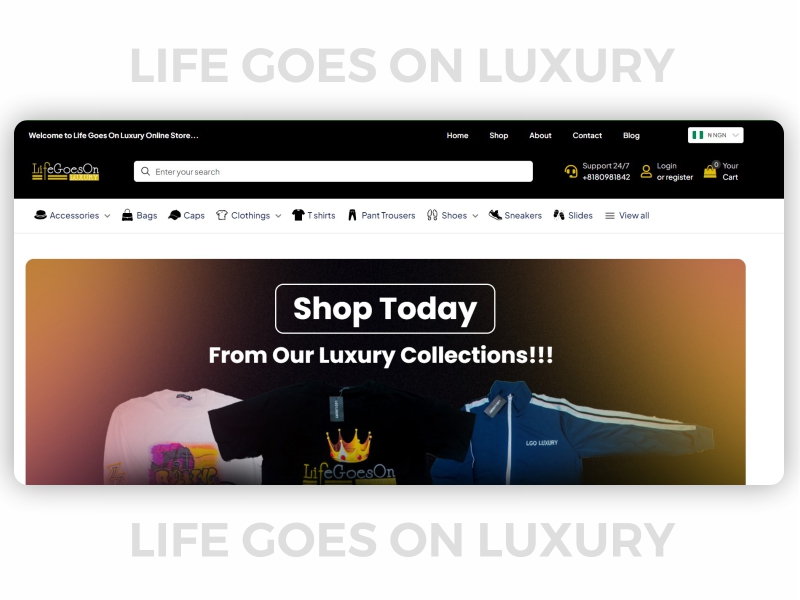 LIFE GOES ON LUXURY
Welcome to Life Goes On Luxury Online Store...
Home Shop About Contact Blog
₦ NGN
LifeGoesOn
LUXURY
Enter your search
Support 24/7
+8180981842
Login
or register
0
Your
Cart
Accessories Bags Caps Clothings T shirts Pant Trousers Shoes Sneakers Slides View all
Shop Today
From Our Luxury Collections!!!
LGO LUXURY
LifeGoesOn
LIFE GOES ON LUXURY